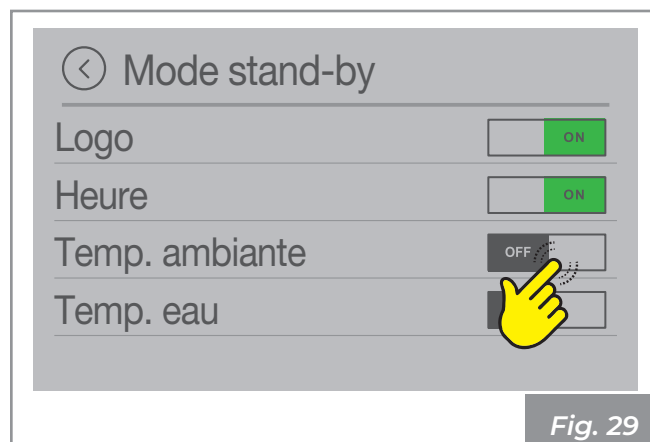 Mode stand-by
Logo
ON
Heure
ON
Temp. ambiante
OFF
Temp. eau
Fig. 29